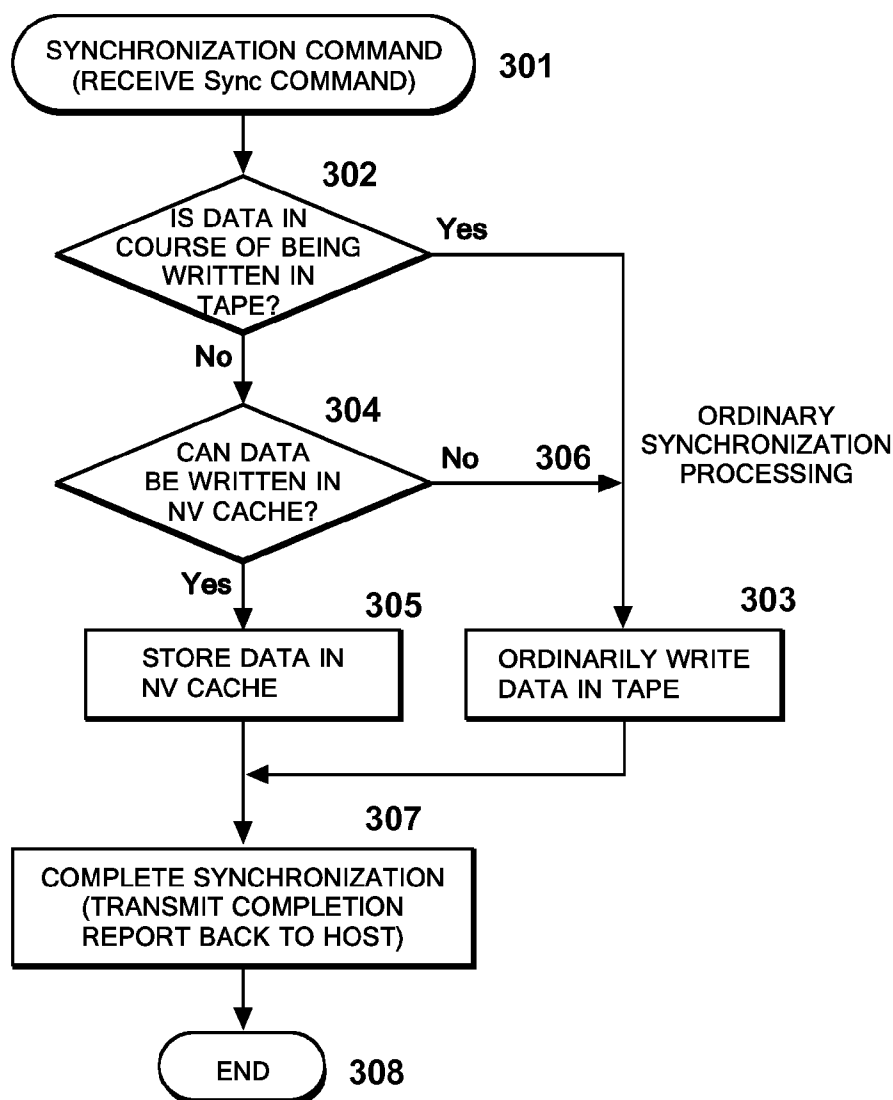 SYNCHRONIZATION COMMAND
(RECEIVE Sync COMMAND)
301
302
IS DATA IN
COURSE OF BEING
WRITTEN IN
TAPE?
Yes
No
304
CAN DATA
BE WRITTEN IN
NV CACHE?
No
306
ORDINARY
SYNCHRONIZATION
PROCESSING
Yes
305
STORE DATA IN
NV CACHE
303
ORDINARILY WRITE
DATA IN TAPE
307
COMPLETE SYNCHRONIZATION
(TRANSMIT COMPLETION
REPORT BACK TO HOST)
END
308